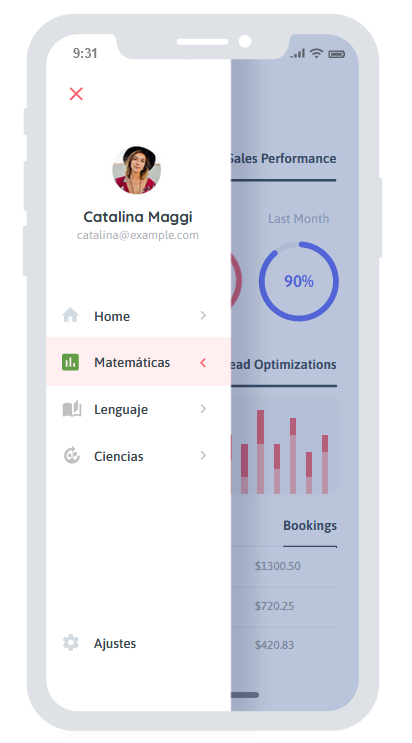 9:31
Sales Performance
Catalina Maggi
catalina@example.com
Last Month
90%
Home
Matemáticas
ead Optimizations
Lenguaje
Ciencias
Bookings
$1300.50
$720.25
$420.83
Ajustes